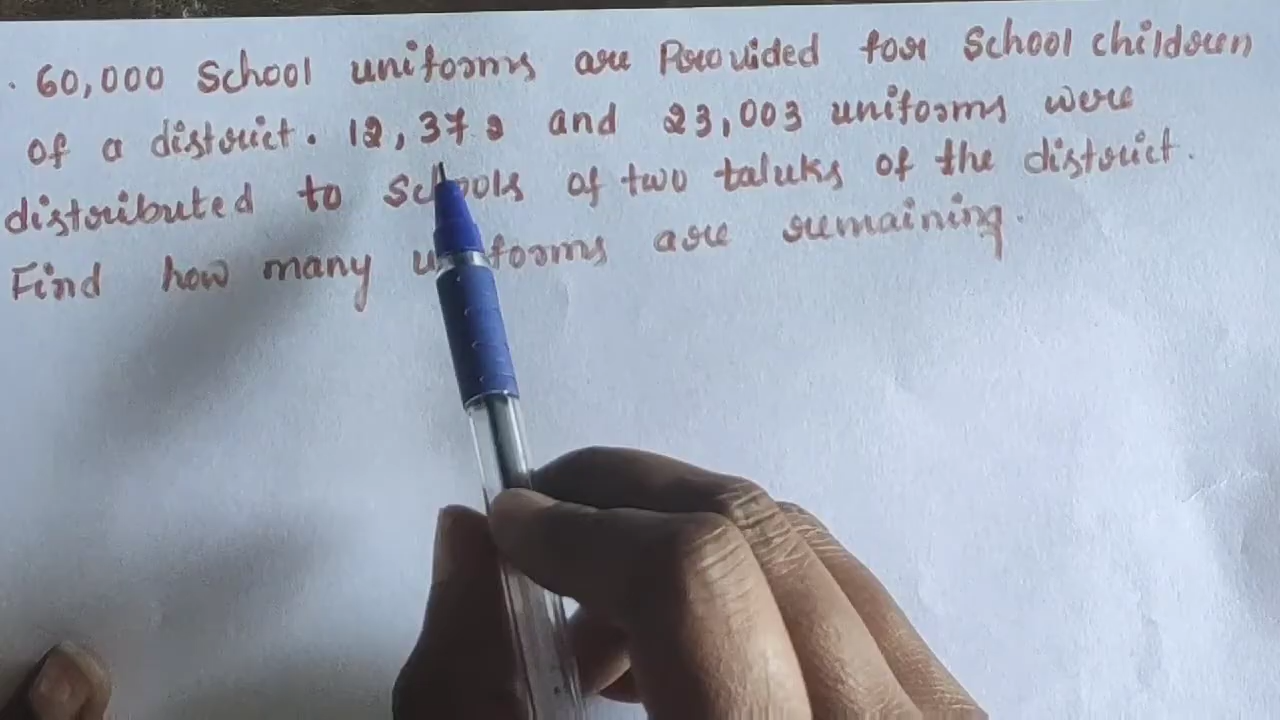 . 60,000 School uniforms are Provided for School children
of a district. 12,372 and 23,003 uniforms were
distributed to Schools of two taluks of the district.
Find how many uniforms are remaining.